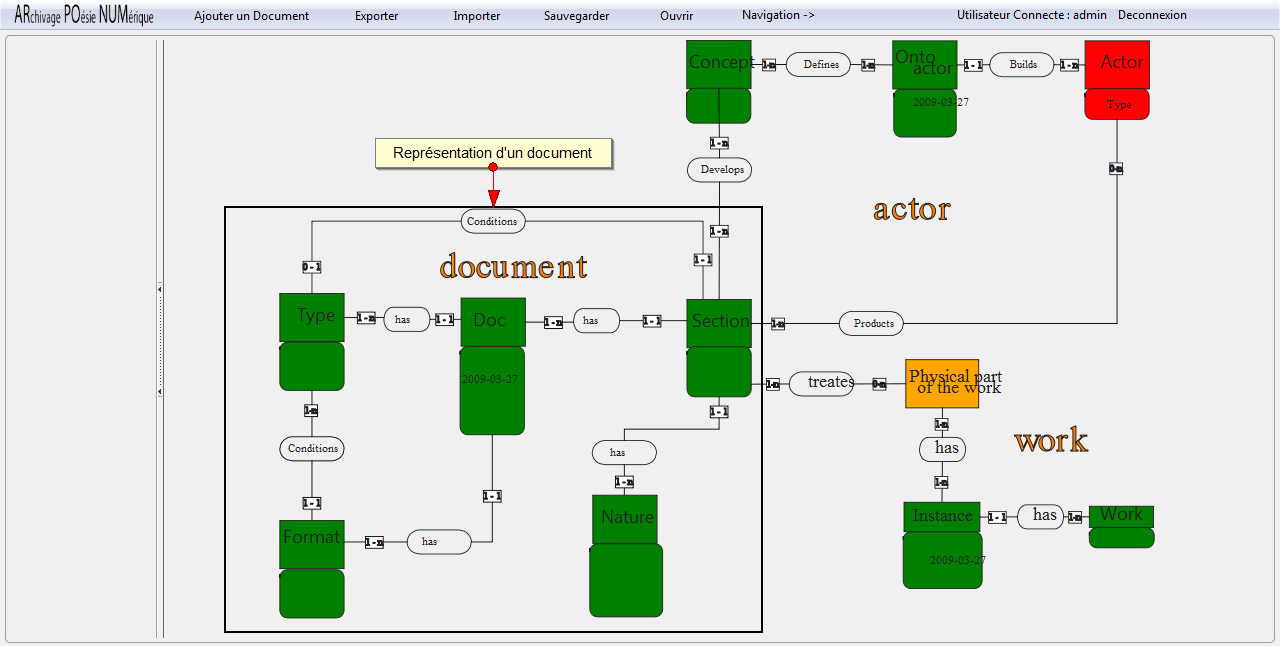 ARchivage POésie NUMérique
Ajouter un Document
Exporter
Importer
Sauvegarder
Ouvrir
Navigation ->
Utilisateur Connecte : admin
Deconnexion
Concept
1-n
Defines
1-n
Onto
actor
2009-03-27
1-1
Builds
1-n
Actor
Type
1-n
Develops
1-n
0-n
Représentation d'un document
actor
Conditions
0-1
1-1
document
Type
1-n
has
1-1
Doc
2009-03-27
1-n
has
1-1
Section
1-n
Products
1-n
treates
0-n
Physical part
of the work
1-n
Conditions
1-1
1-1
has
1-n
Nature
1-1
Format
1-n
has
1-n
has
1-n
work
Instance
2009-03-27
1-1
has
1-n
Work